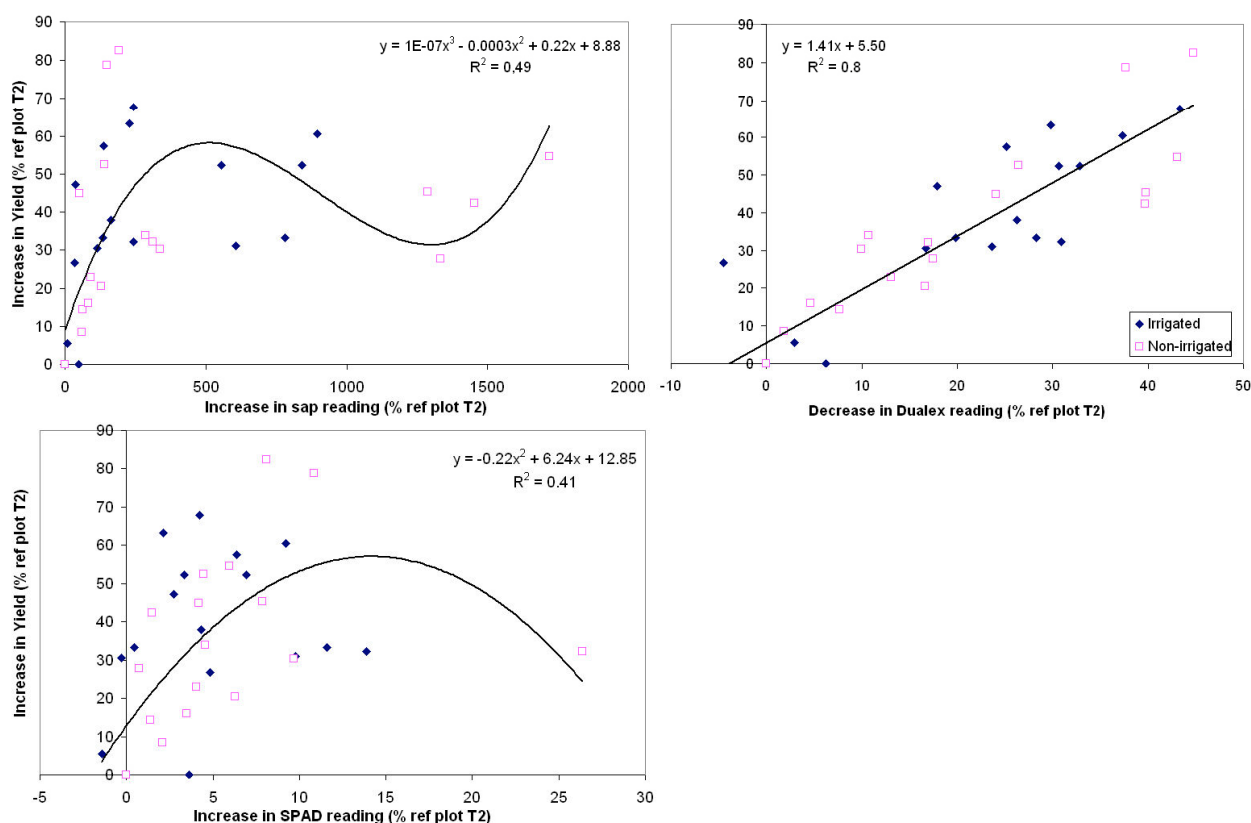 90
80
70
60
50
40
30
20
10
0
Increase in Yield (% ref plot T2)
y = 1E-07x³ - 0.0003x² + 0.22x + 8.88
R² = 0,49
0 500 1000 1500 2000
Increase in sap reading (% ref plot T2)
y = 1.41x + 5.50
R² = 0.8
90
80
70
60
50
40
30
20
10
0
Irrigated
Non-irrigated
-10 0 10 20 30 40 50
Decrease in Dualex reading (% ref plot T2)
90
80
70
60
50
40
30
20
10
0
Increase in Yield (% ref plot T2)
y = -0.22x² + 6.24x + 12.85
R² = 0.41
-5 0 5 10 15 20 25 30
Increase in SPAD reading (% ref plot T2)